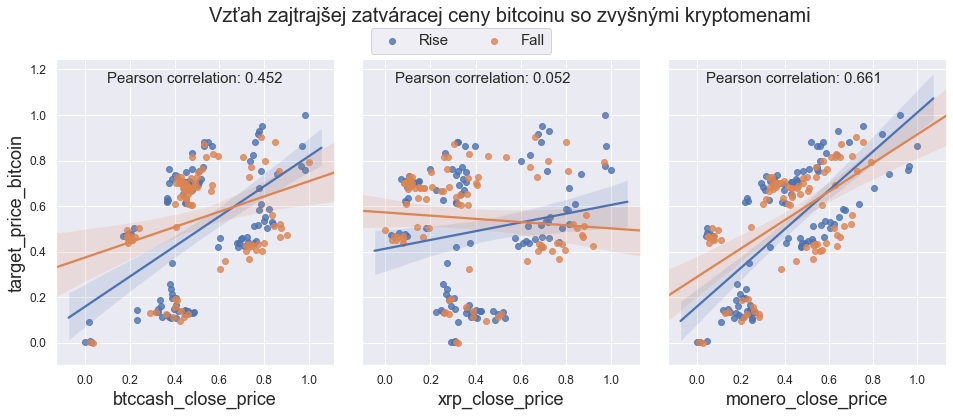 Vzťah zajtrajšej zatváracej ceny bitcoinu so zvyšnými kryptomenami
Rise Fall
Pearson correlation: 0.452
Pearson correlation: 0.052
Pearson correlation: 0.661
target_price_bitcoin
1.2
1.0
0.8
0.6
0.4
0.2
0.0
0.0 0.2 0.4 0.6 0.8 1.0
0.0 0.2 0.4 0.6 0.8 1.0
0.0 0.2 0.4 0.6 0.8 1.0
btccash_close_price
xrp_close_price
monero_close_price